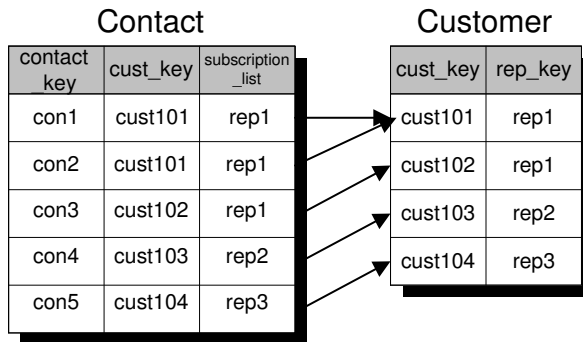 Contact
contact _key cust_key subscription _list
con1 cust101 rep1
con2 cust101 rep1
con3 cust102 rep1
con4 cust103 rep2
con5 cust104 rep3
Customer
cust_key rep_key
cust101 rep1
cust102 rep1
cust103 rep2
cust104 rep3